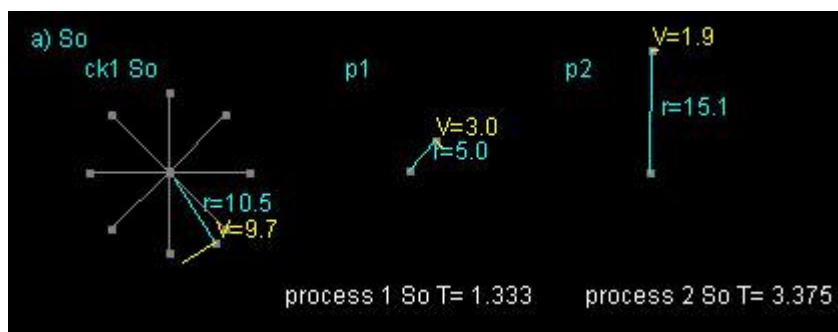 a) So
ck1 So
p1
p2
V=1.9
r=15.1
V=3.0
r=5.0
r=10.5
V=9.7
process 1 So T= 1.333
process 2 So T= 3.375